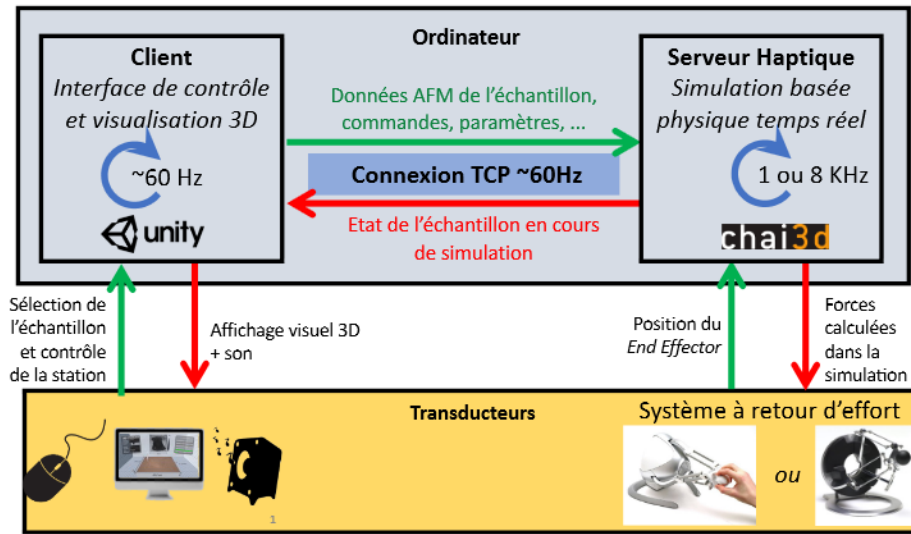 Ordinateur
Client
Interface de contrôle
et visualisation 3D
~60 Hz
unity
Données AFM de l'échantillon,
commandes, paramètres, ...
Connexion TCP ~60Hz
Etat de l'échantillon en cours
de simulation
Serveur Haptique
Simulation basée
physique temps réel
1 ou 8 KHz
chai3d
Sélection de
l'échantillon
et contrôle
de la station
Affichage visuel 3D
+ son
Position du
End Effector
Forces
calculées
dans la
simulation
Transducteurs
Système à retour d'effort
ou
1